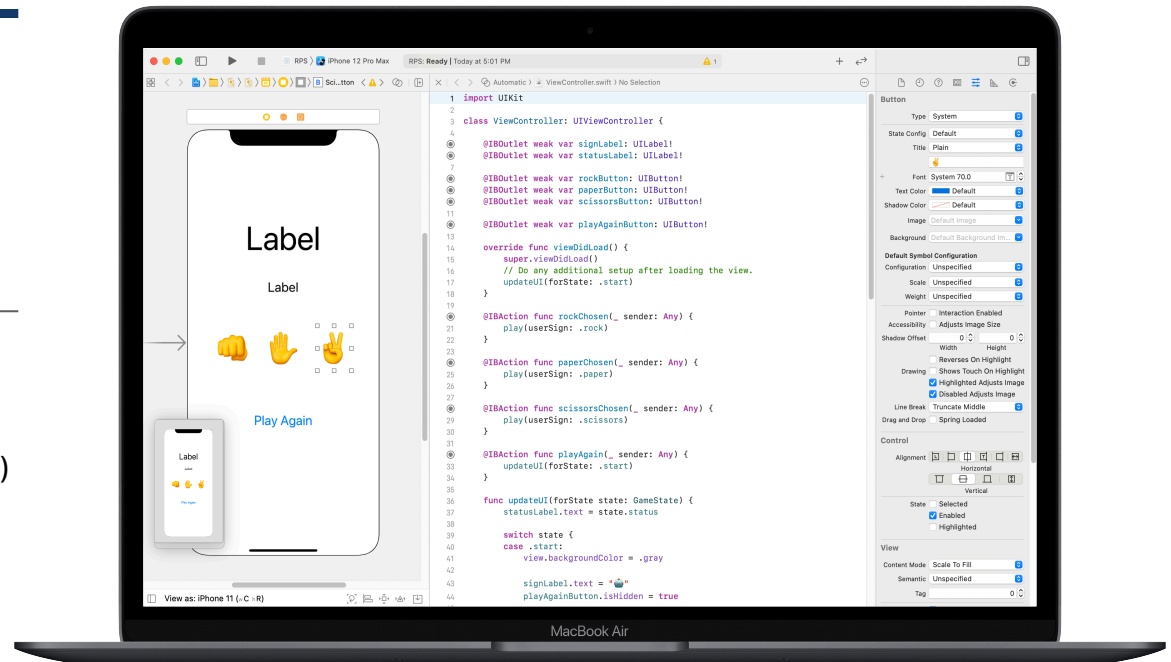 )
RPS
iPhone 12 Pro Max
RPS: Ready | Today at 5:01 PM
1
B Sci...tton
Automatic
ViewController.swift
No Selection
Label
Label
Play Again
Label
Label
Play Again
View as: iPhone 11 (wC hR)
1 import UIKit
2
3 class ViewController: UIViewController {
4
@IBOutlet weak var signLabel: UILabel!
@IBOutlet weak var statusLabel: UILabel!
7
@IBOutlet weak var rockButton: UIButton!
@IBOutlet weak var paperButton: UIButton!
@IBOutlet weak var scissorsButton: UIButton!
11
@IBOutlet weak var playAgainButton: UIButton!
13
14 override func viewDidLoad() {
15 super.viewDidLoad()
16 // Do any additional setup after loading the view.
17 updateUI(forState: .start)
18 }
19
@IBAction func rockChosen(_ sender: Any) {
21 play(userSign: .rock)
22 }
23
@IBAction func paperChosen(_ sender: Any) {
25 play(userSign: .paper)
26 }
27
@IBAction func scissorsChosen(_ sender: Any) {
29 play(userSign: .scissors)
30 }
31
@IBAction func playAgain(_ sender: Any) {
33 updateUI(forState: .start)
34 }
35
36 func updateUI(forState state: GameState) {
37 statusLabel.text = state.status
38
39 switch state {
40 case .start:
41 view.backgroundColor = .gray
42
43 signLabel.text = "🤖"
44 playAgainButton.isHidden = true
Button
Type System
State Config Default
Title Plain
✌️
+ Font System 70.0
Text Color Default
Shadow Color Default
Image Default Image
Background Default Background Im...
Default Symbol Configuration
Configuration Unspecified
Scale Unspecified
Weight Unspecified
Pointer Interaction Enabled
Accessibility Adjusts Image Size
Shadow Offset 0 0
Width Height
Reverses On Highlight
Drawing Shows Touch On Highlight
Highlighted Adjusts Image
Disabled Adjusts Image
Line Break Truncate Middle
Drag and Drop Spring Loaded
Control
Alignment
Horizontal
Vertical
State Selected
Enabled
Highlighted
View
Content Mode Scale To Fill
Semantic Unspecified
Tag 0
MacBook Air